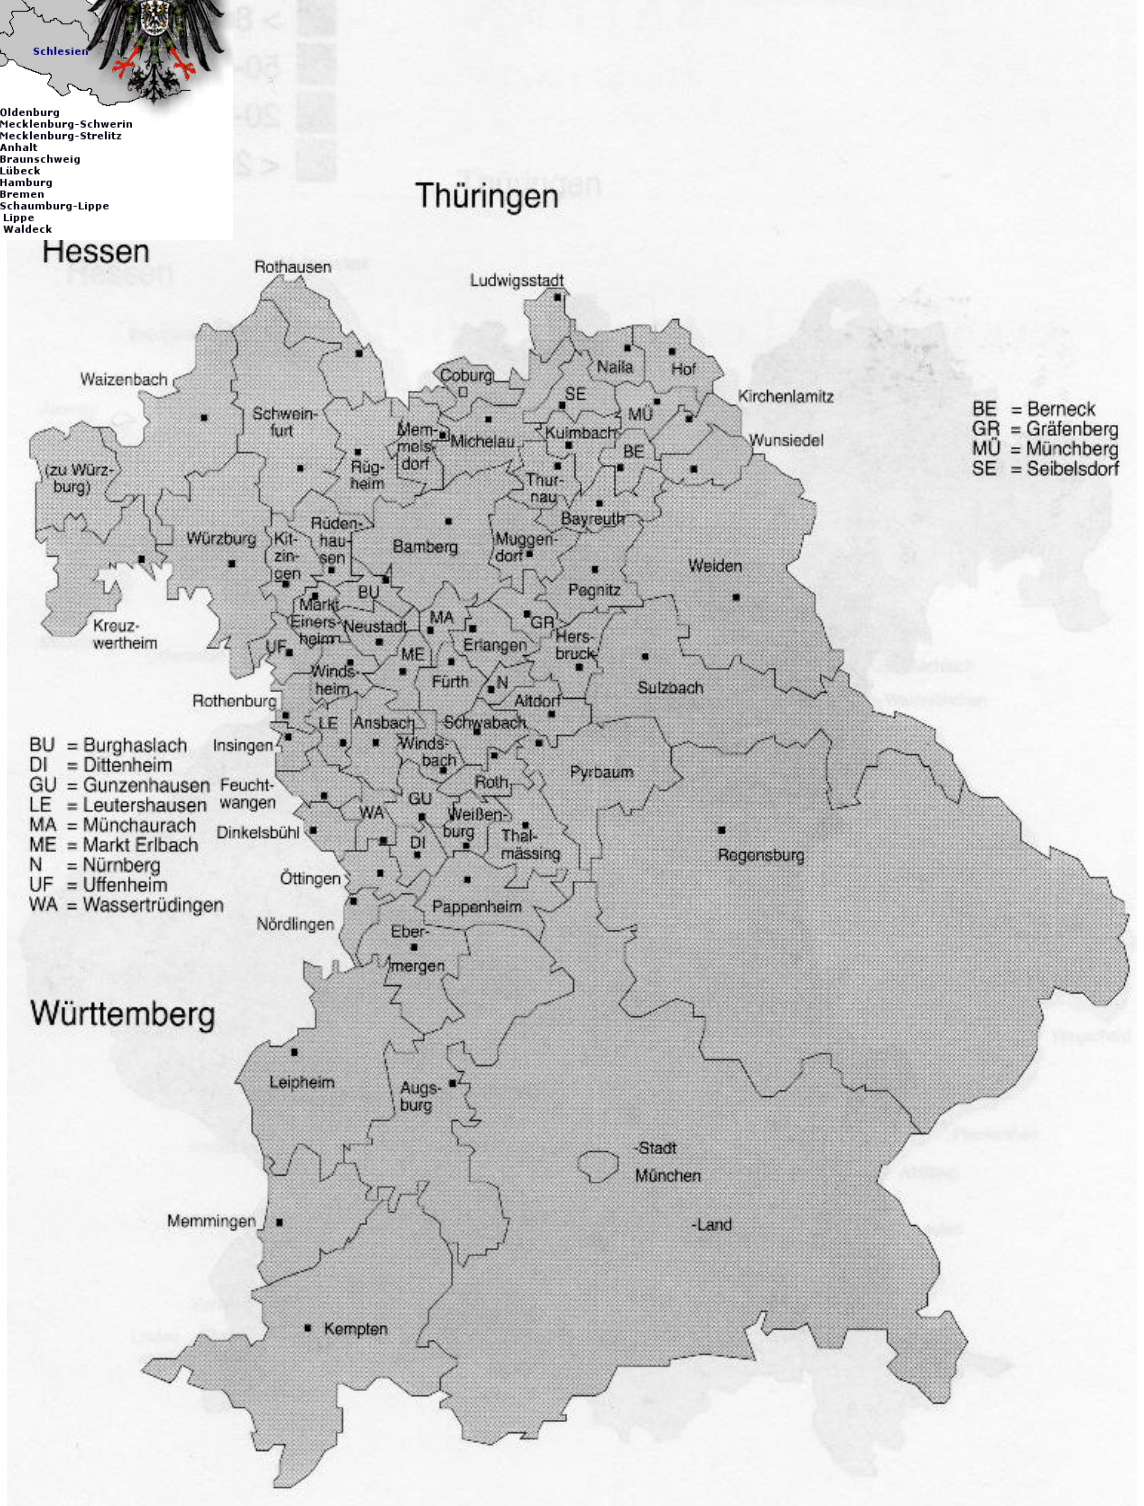 Schlesien
Oldenburg
Mecklenburg-Schwerin
Mecklenburg-Strelitz
Anhalt
Braunschweig
Lübeck
Hamburg
Bremen
Schaumburg-Lippe
Lippe
Waldeck
Thüringen
Hessen
Rothausen
Ludwigsstadt
Waizenbach
Coburg
Naila
Hof
Kirchenlamitz
SE
MÜ
Schwein-
furt
Mem-
mels-
dorf
Michelau
Kulmbach
BE
Wunsiedel
BE = Berneck
GR = Gräfenberg
MÜ = Münchberg
SE = Seibelsdorf
(zu Würz-
burg)
Rüg-
heim
Thur-
nau
Bayreuth
Würzburg
Kit-
zin-
gen
Rüden-
hau-
sen
Bamberg
Muggen-
dorf
Pegnitz
Weiden
BU
Markt
Einers-
heim
Neustadt
MA
GR
Erlangen
Hers-
bruck
Kreuz-
wertheim
UF
ME
Winds-
heim
Fürth
N
Altdorf
Sulzbach
Rothenburg
LE
Ansbach
Schwabach
Insingen
Winds-
bach
Roth
Pyrbaum
BU = Burghaslach
DI = Dittenheim
GU = Gunzenhausen
LE = Leutershausen
MA = Münchaurach
ME = Markt Erlbach
N = Nürnberg
UF = Uffenheim
WA = Wassertrüdingen
Feucht-
wangen
Dinkelsbühl
WA
GU
DI
Weißen-
burg
Thal-
mässing
Regensburg
Öttingen
Pappenheim
Nördlingen
Eber-
mergen
Württemberg
Leipheim
Augs-
burg
-Stadt
München
-Land
Memmingen
Kempten